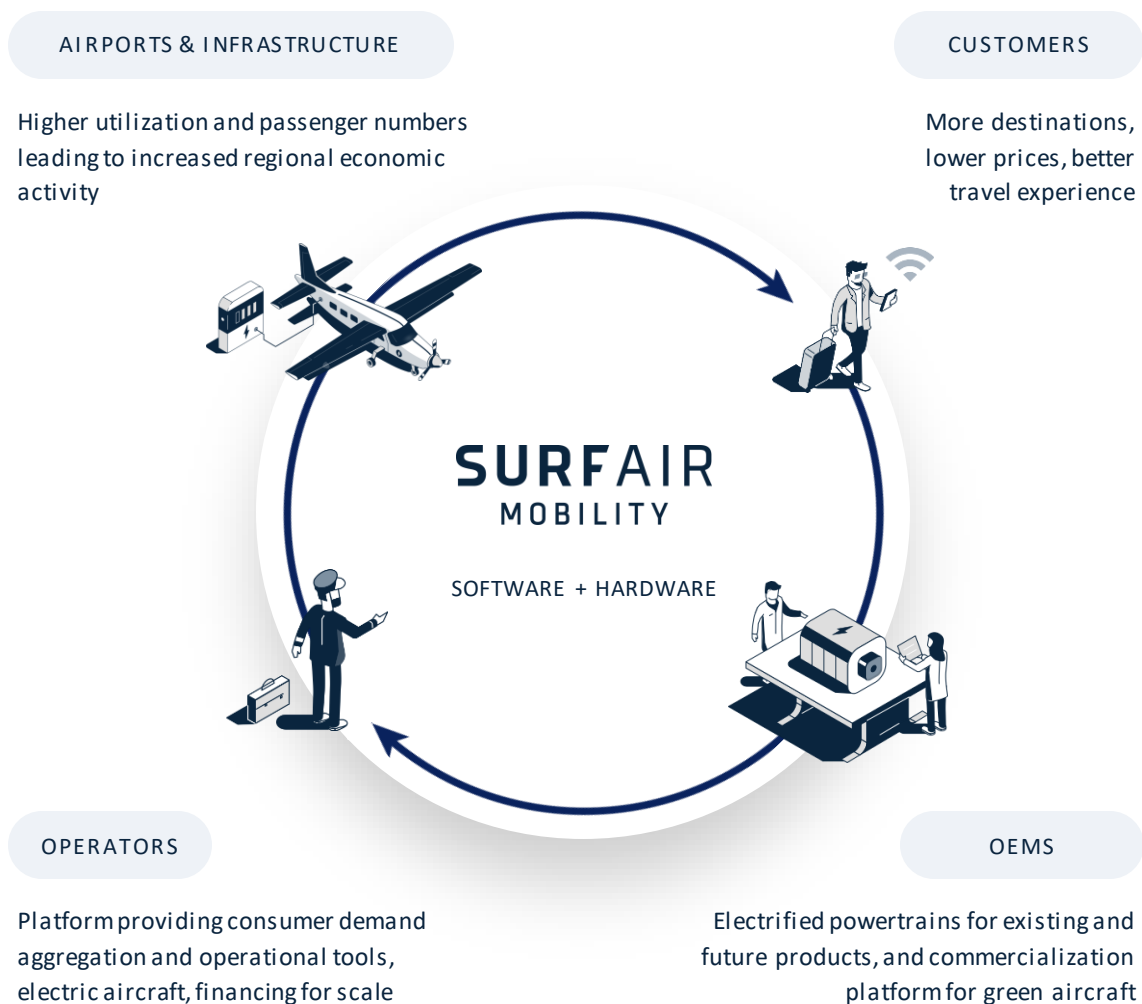 AIRPORTS & INFRASTRUCTURE
Higher utilization and passenger numbers
leading to increased regional economic
activity
CUSTOMERS
More destinations,
lower prices, better
travel experience
SURFAIR
MOBILITY
SOFTWARE + HARDWARE
OPERATORS
Platform providing consumer demand
aggregation and operational tools,
electric aircraft, financing for scale
OEMS
Electrified powertrains for existing and
future products, and commercialization
platform for green aircraft